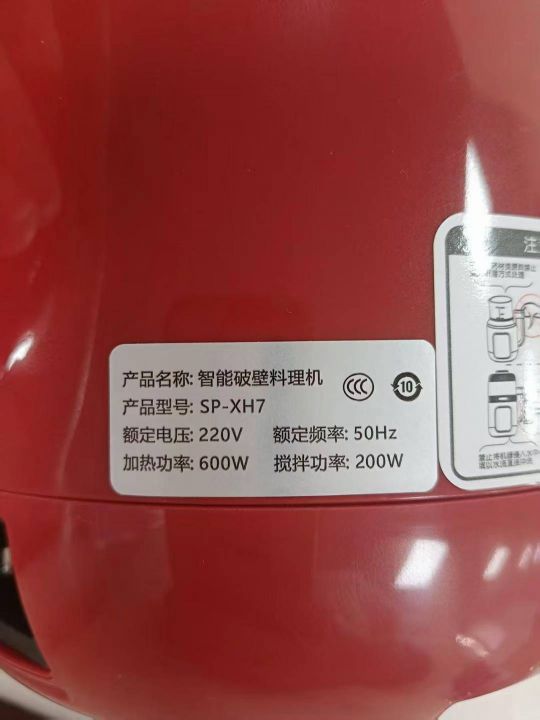 产品名称: 智能破壁料理机
产品型号: SP-XH7
额定电压: 220V 额定频率: 50Hz
加热功率: 600W 搅拌功率: 200W
CCC
10
注